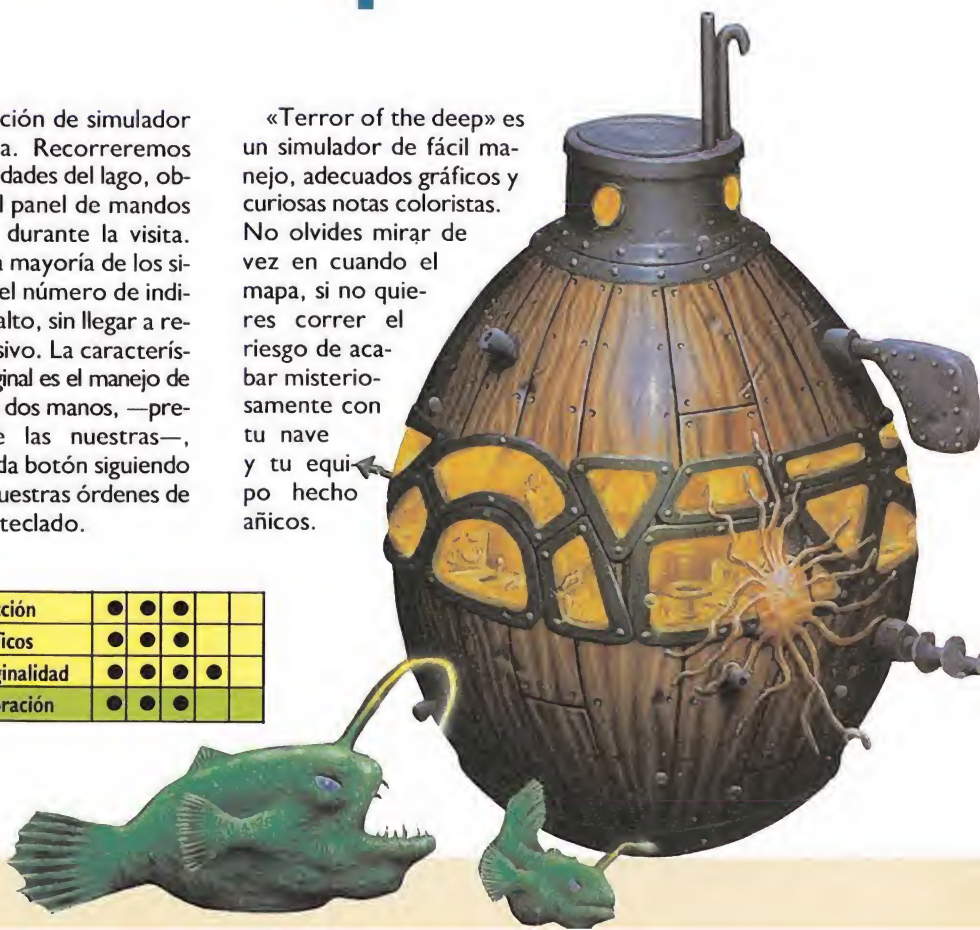 ción de simulador
a. Recorreremos
dades del lago, ob-
l panel de mandos
durante la visita.
a mayoría de los si-
el número de indi-
alto, sin llegar a re-
sivo. La caracterís-
ginal es el manejo de
dos manos, —pre-
e las nuestras—,
da botón siguiendo
uestras órdenes de
teclado.
«Terror of the deep» es
un simulador de fácil ma-
nejo, adecuados gráficos y
curiosas notas coloristas.
No olvides mirar de
vez en cuando el
mapa, si no quie-
res correr el
riesgo de aca-
bar misterio-
samente con
tu nave
y tu equi-
po hecho
añicos.
cción
ficos
ginalidad
oración